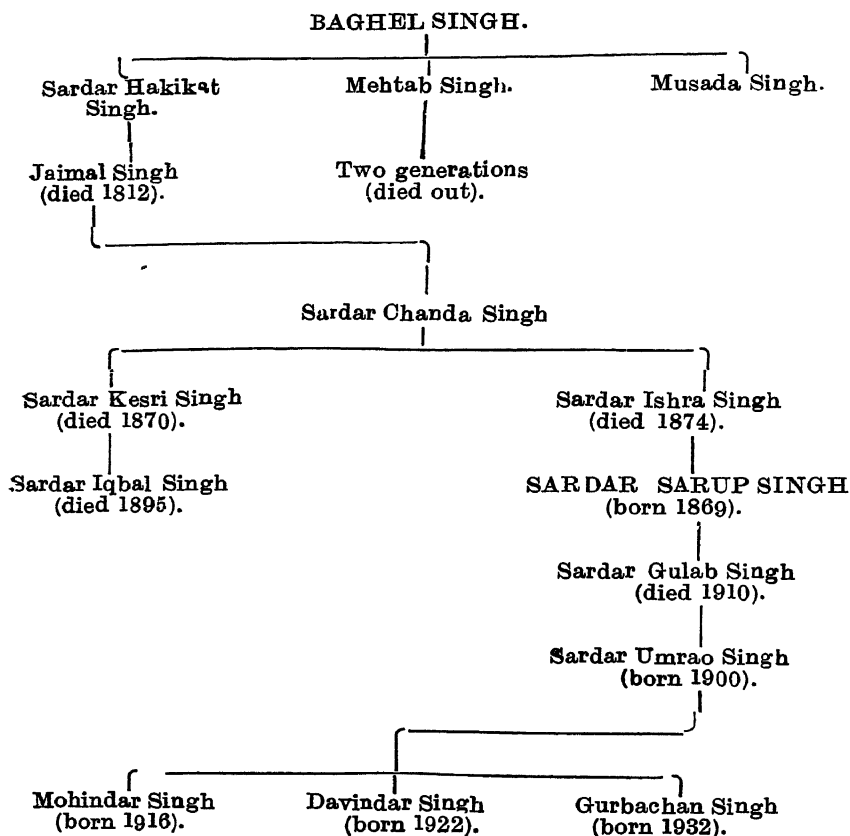 BAGHEL SINGH.
Sardar Hakikat
Singh.
Mehtab Singh.
Musada Singh.
Jaimal Singh
(died 1812).
Two generations
(died out).
Sardar Chanda Singh
Sardar Kesri Singh
(died 1870).
Sardar Ishra Singh
(died 1874).
Sardar Iqbal Singh
(died 1895).
SARDAR SARUP SINGH
(born 1869).
Sardar Gulab Singh
(died 1910).
Sardar Umrao Singh
(born 1900).
Mohindar Singh
(born 1916).
Davindar Singh
(born 1922).
Gurbachan Singh
(born 1932).